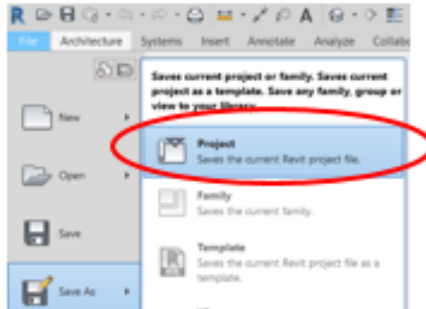 File Architecture Systems Insert Annotate Analyze Collabo
Saves current project or family. Saves current
project as a template. Save any family, group or
view to your library.
New
Project
Saves the current Revit project file.
Open
Family
Saves the current family.
Save
Template
Saves the current Revit project file as a
template.
Save As